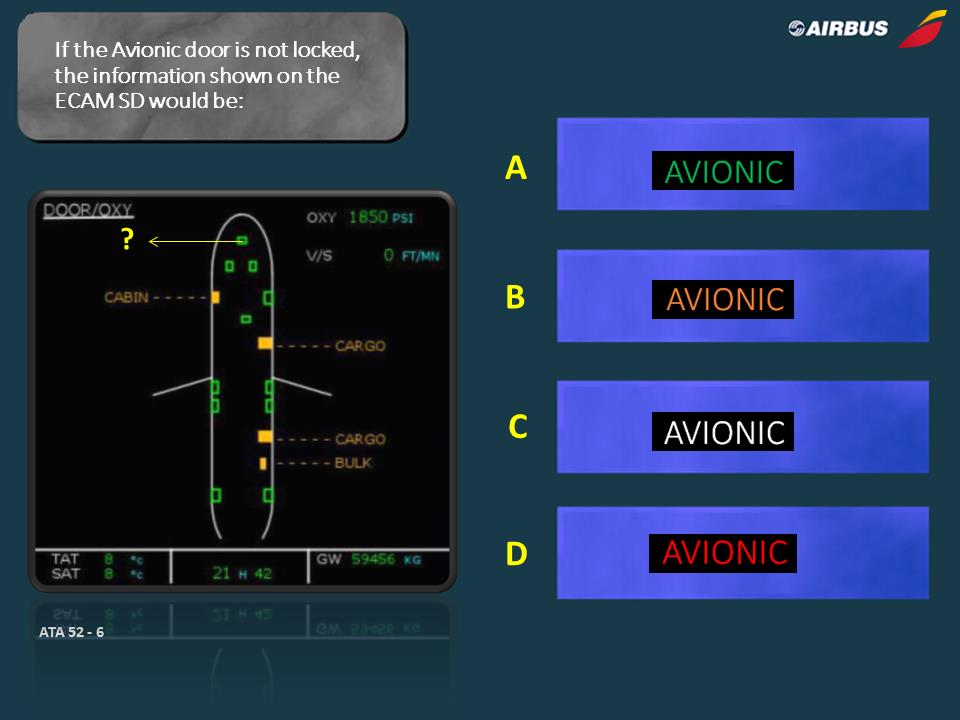 If the Avionic door is not locked,
the information shown on the
ECAM SD would be:
AIRBUS
A
AVIONIC
B
AVIONIC
C
AVIONIC
D
AVIONIC
DOOR/OXY
OXY 1850 PSI
?
V/S 0 FT/MN
CABIN - - - - -
- - - - - CARGO
- - - - - CARGO
- - - - - BULK
TAT 8 °C
SAT 8 °C
21 H 42
GW 59456 KG
ATA 52 - 6